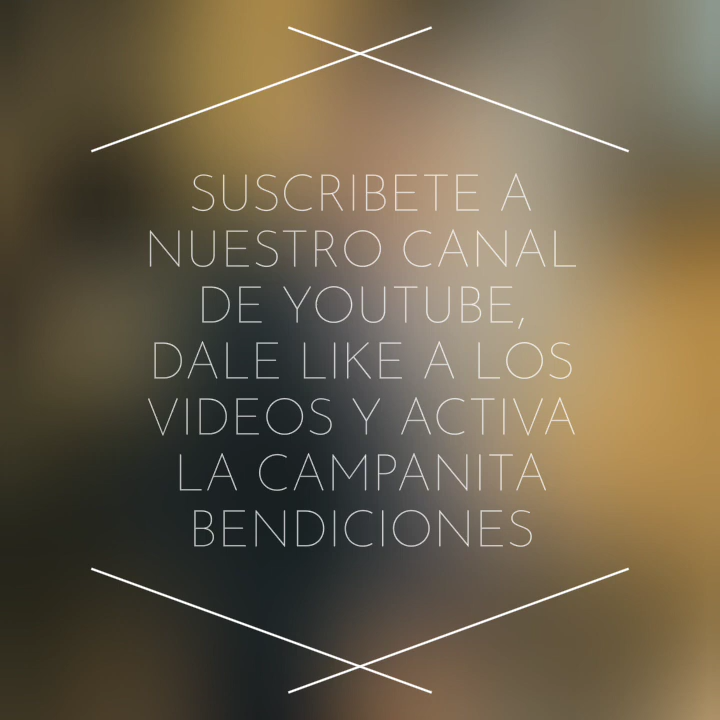 SUSCRIBETE A
NUESTRO CANAL
DE YOUTUBE,
DALE LIKE A LOS
VIDEOS Y ACTIVA
LA CAMPANITA
BENDICIONES